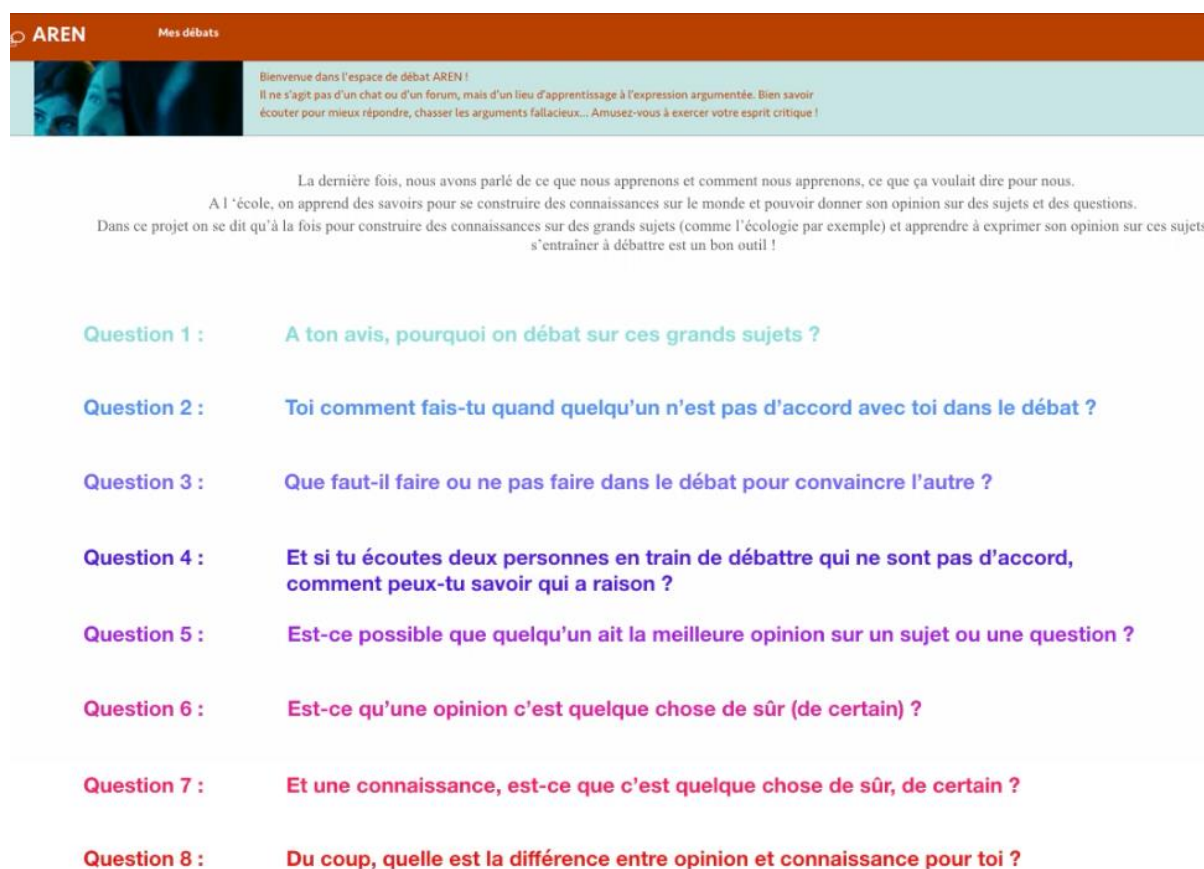 AREN Mes débats
Bienvenue dans l'espace de débat AREN !
Il ne s'agit pas d'un chat ou d'un forum, mais d'un lieu d'apprentissage à l'expression argumentée. Bien savoir
écouter pour mieux répondre, chasser les arguments fallacieux... Amusez-vous à exercer votre esprit critique !
La dernière fois, nous avons parlé de ce que nous apprenons et comment nous apprenons, ce que ça voulait dire pour nous.
A l ‘école, on apprend des savoirs pour se construire des connaissances sur le monde et pouvoir donner son opinion sur des sujets et des questions.
Dans ce projet on se dit qu’à la fois pour construire des connaissances sur des grands sujets (comme l’écologie par exemple) et apprendre à exprimer son opinion sur ces sujets
s’entraîner à débattre est un bon outil !
Question 1 : A ton avis, pourquoi on débat sur ces grands sujets ?
Question 2 : Toi comment fais-tu quand quelqu’un n’est pas d’accord avec toi dans le débat ?
Question 3 : Que faut-il faire ou ne pas faire dans le débat pour convaincre l’autre ?
Question 4 : Et si tu écoutes deux personnes en train de débattre qui ne sont pas d’accord,
comment peux-tu savoir qui a raison ?
Question 5 : Est-ce possible que quelqu’un ait la meilleure opinion sur un sujet ou une question ?
Question 6 : Est-ce qu’une opinion c’est quelque chose de sûr (de certain) ?
Question 7 : Et une connaissance, est-ce que c’est quelque chose de sûr, de certain ?
Question 8 : Du coup, quelle est la différence entre opinion et connaissance pour toi ?